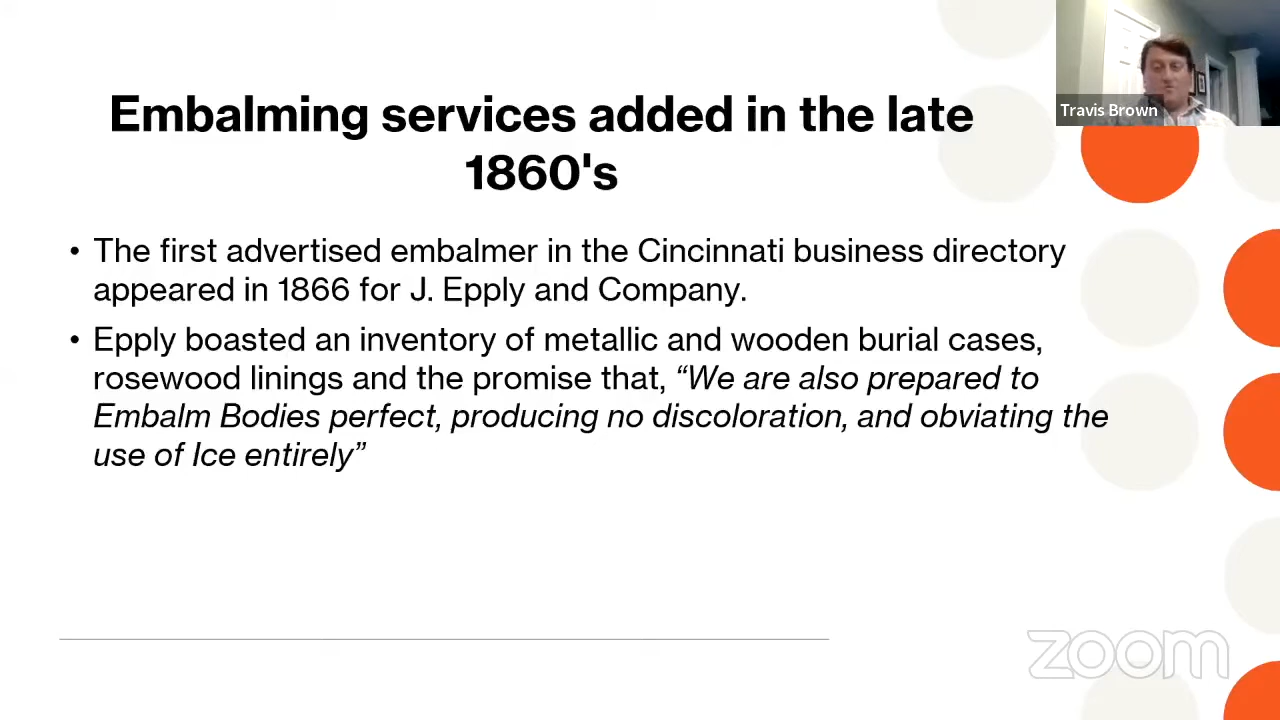 Embalming services added in the late
1860's
Travis Brown
• The first advertised embalmer in the Cincinnati business directory
appeared in 1866 for J. Epply and Company.
• Epply boasted an inventory of metallic and wooden burial cases,
rosewood linings and the promise that, “We are also prepared to
Embalm Bodies perfect, producing no discoloration, and obviating the
use of Ice entirely”
zoom